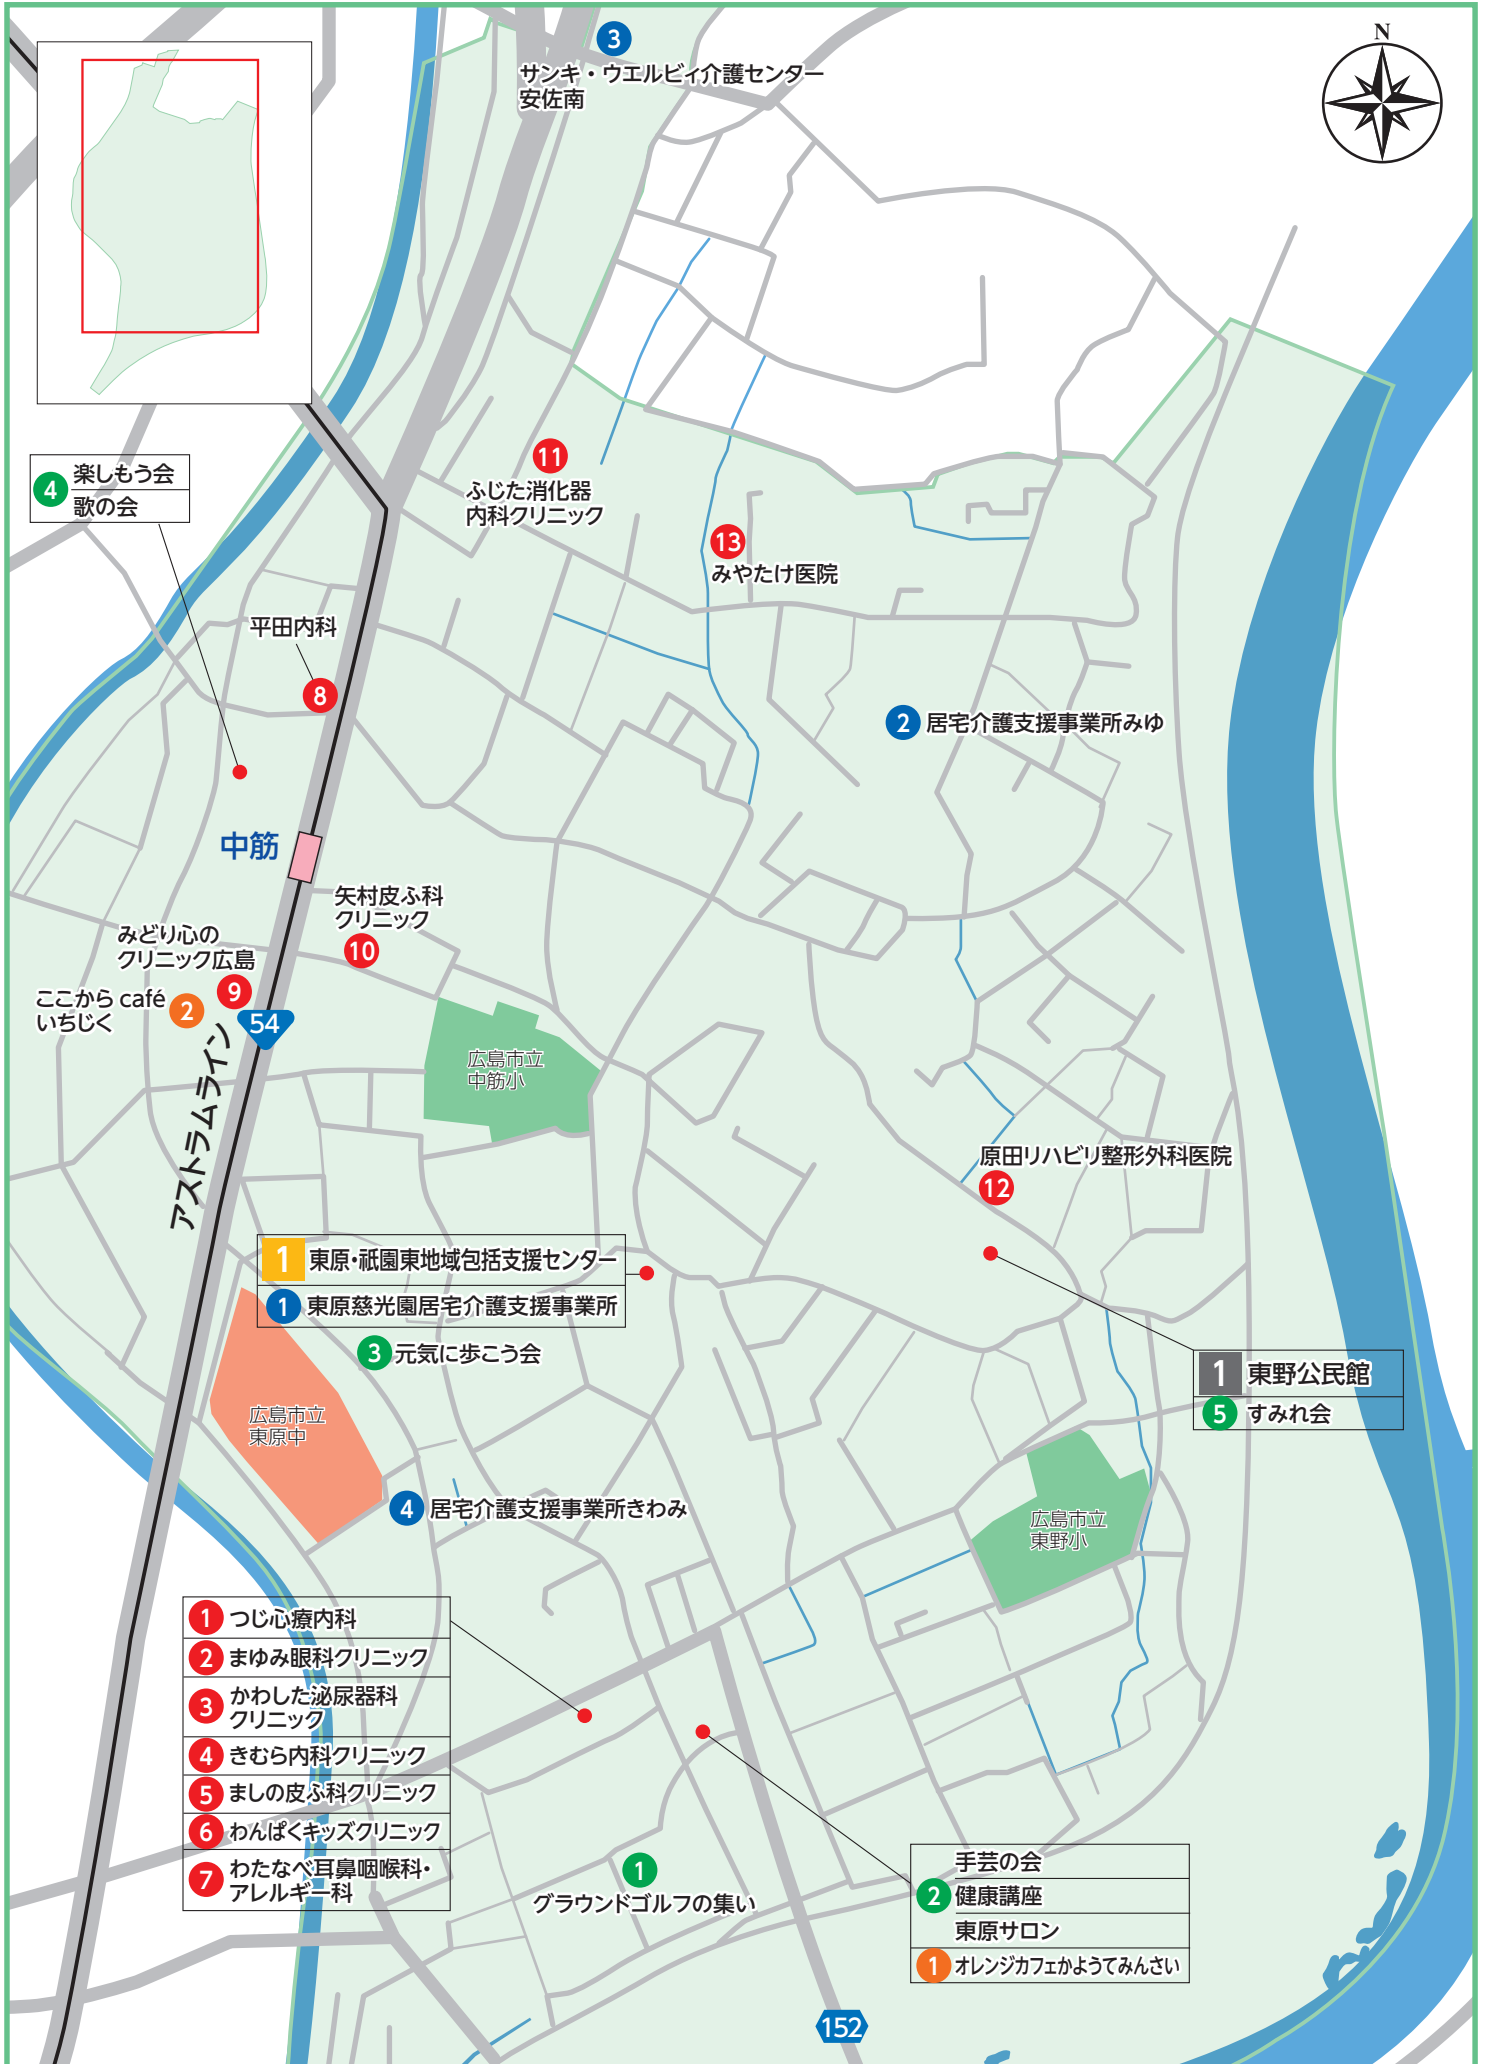 N
3
サンキ・ウエルビィ介護センター
安佐南
4
楽しもう会
歌の会
11
ふじた消化器
内科クリニック
13
みやたけ医院
平田内科
8
2 居宅介護支援事業所みゆ
中筋
矢村皮ふ科
クリニック
10
みどり心の
クリニック広島
9
ここから café
いちじく
2
54
アストラムライン
広島市立
中筋小
原田リハビリ整形外科医院
12
1 東原・祇園東地域包括支援センター
1 東原慈光園居宅介護支援事業所
3 元気に歩こう会
1 東野公民館
5 すみれ会
広島市立
東原中
4 居宅介護支援事業所きわみ
広島市立
東野小
1 つじ心療内科
2 まゆみ眼科クリニック
3 かわした泌尿器科
クリニック
4 きむら内科クリニック
5 ましの皮ふ科クリニック
6 わんぱくキッズクリニック
7 わたなべ耳鼻咽喉科・
アレルギー科
1
グラウンドゴルフの集い
手芸の会
2 健康講座
東原サロン
1 オレンジカフェかようてみんさい
152